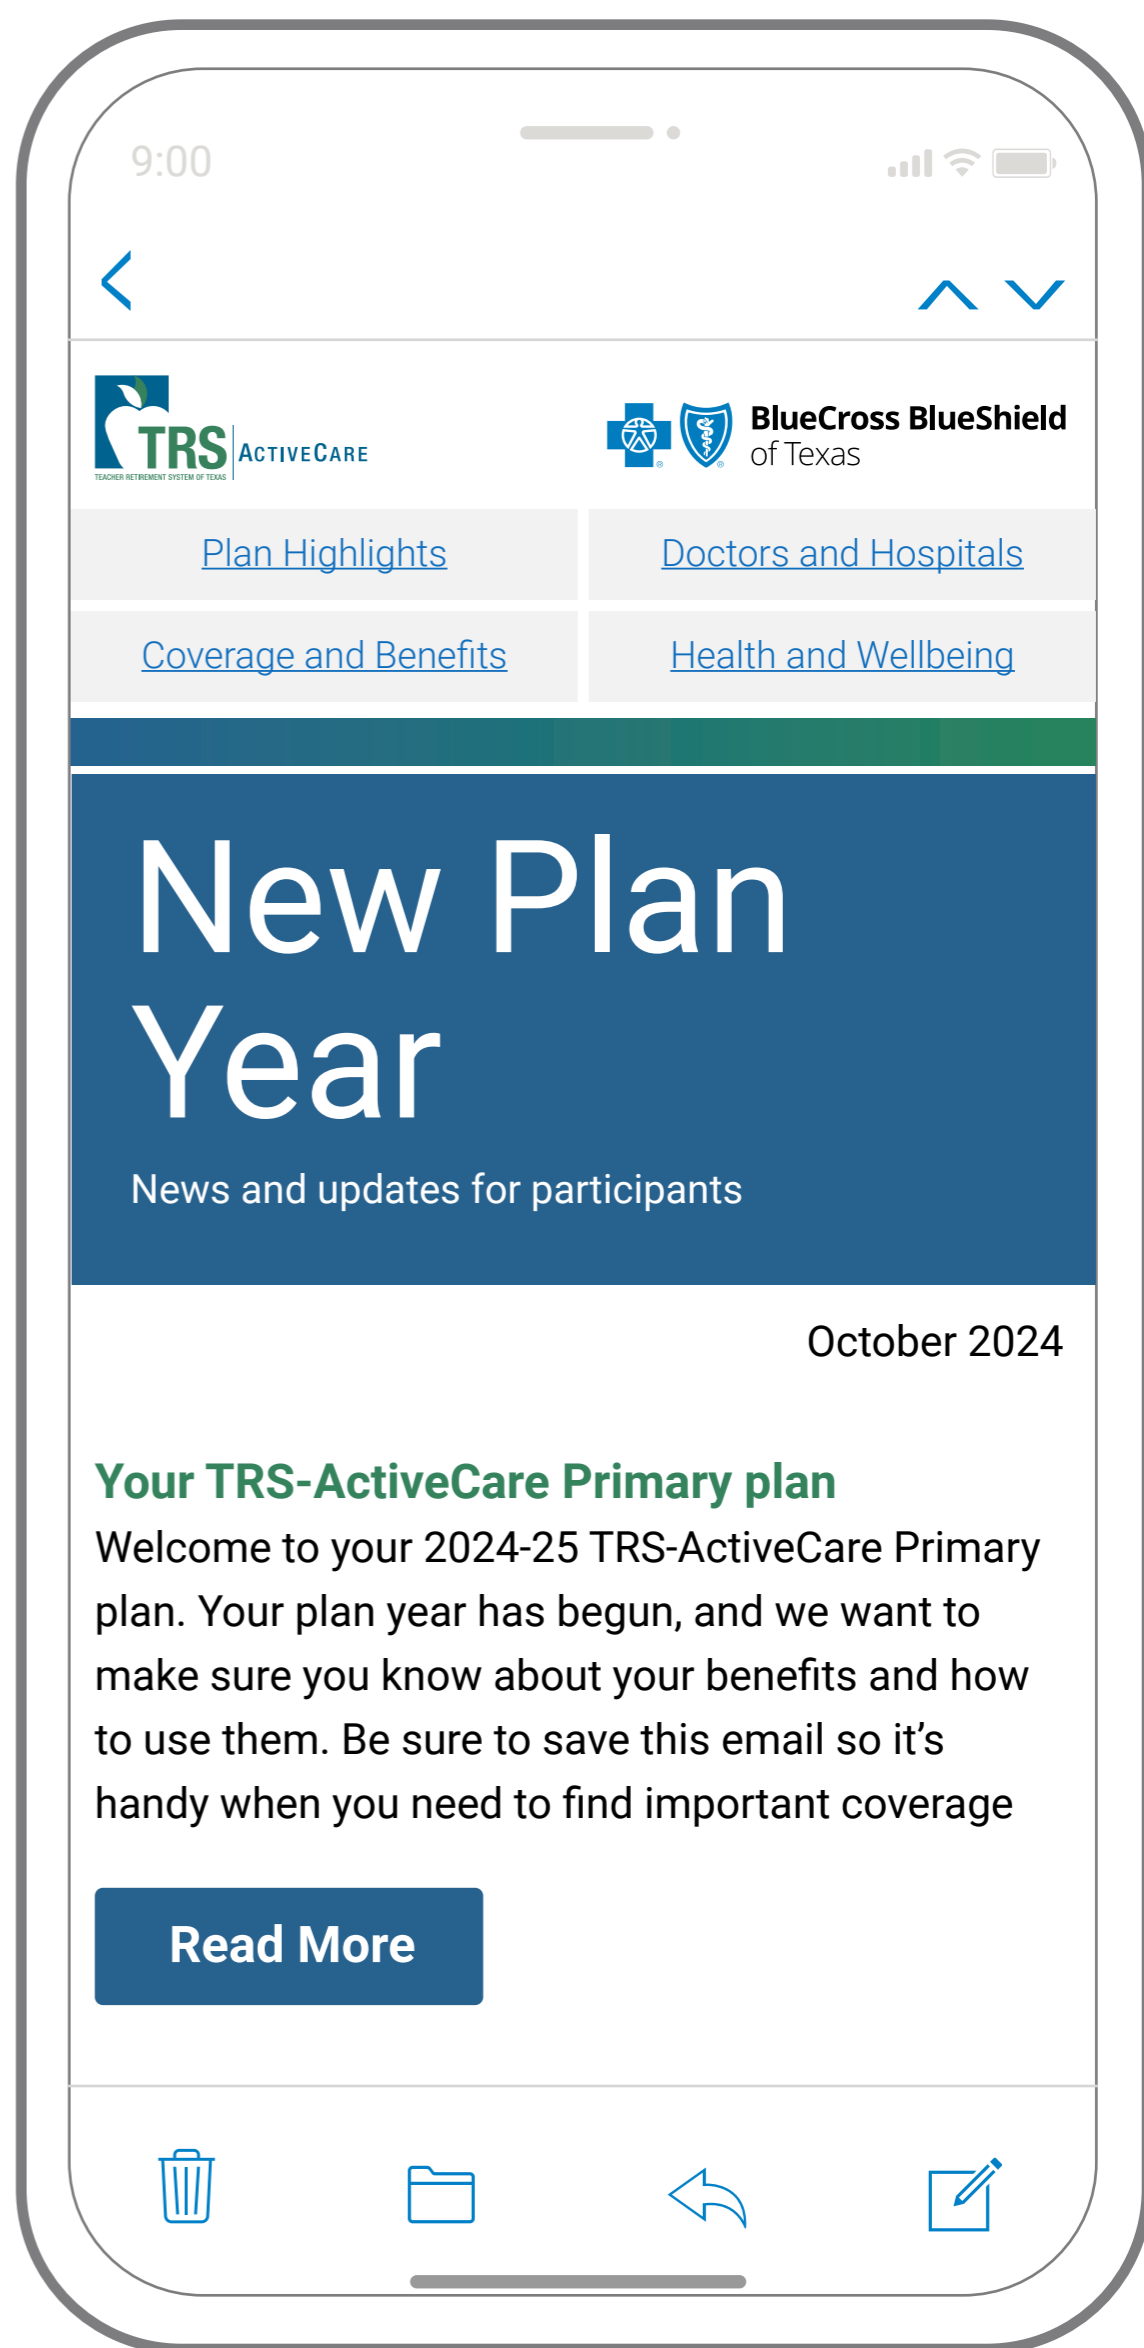 9:00
TRS ACTIVECARE
TEACHER RETIREMENT SYSTEM OF TEXAS
BlueCross BlueShield
of Texas
Plan Highlights
Doctors and Hospitals
Coverage and Benefits
Health and Wellbeing
New Plan
Year
News and updates for participants
October 2024
Your TRS-ActiveCare Primary plan
Welcome to your 2024-25 TRS-ActiveCare Primary
plan. Your plan year has begun, and we want to
make sure you know about your benefits and how
to use them. Be sure to save this email so it’s
handy when you need to find important coverage
Read More